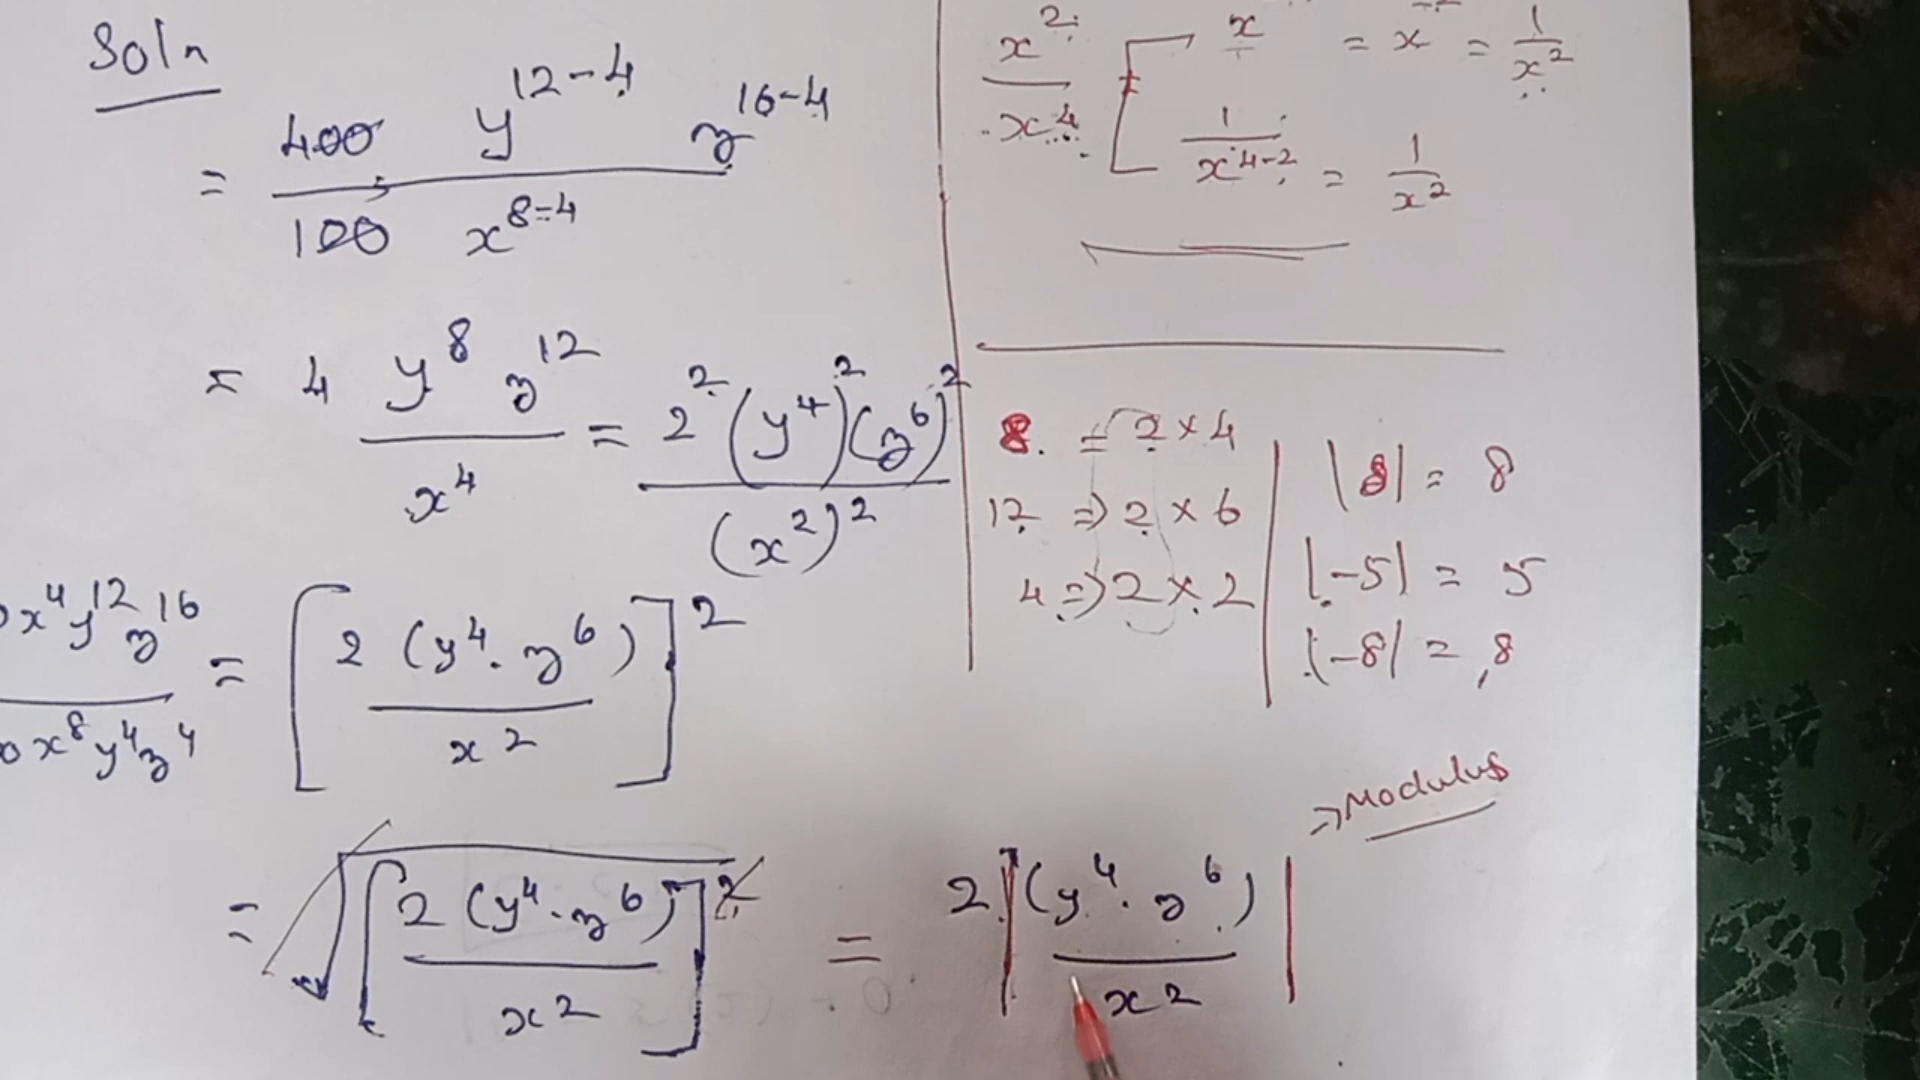 Soln
= 400 y^12-4 z^16-4 / 100 x^8-4
= 4 y^8 z^12 / x^4 = 2^2 (y^4)^2 (z^6)^2 / (x^2)^2
x^4 y^12 z^16 / x^8 y^4 z^4 = [2 (y^4 . z^6) / x^2]^2
= √[2 (y^4 . z^6) / x^2]^2 = 2 |(y^4 . z^6) / x^2|
x^2 / x^4
x = x^-2 = 1 / x^2
1 / x^4-2 = 1 / x^2
8. = 2 × 4
12 => 2 × 6
4 => 2 × 2
|8| = 8
|-5| = 5
|-8| = 8
=> Modulus